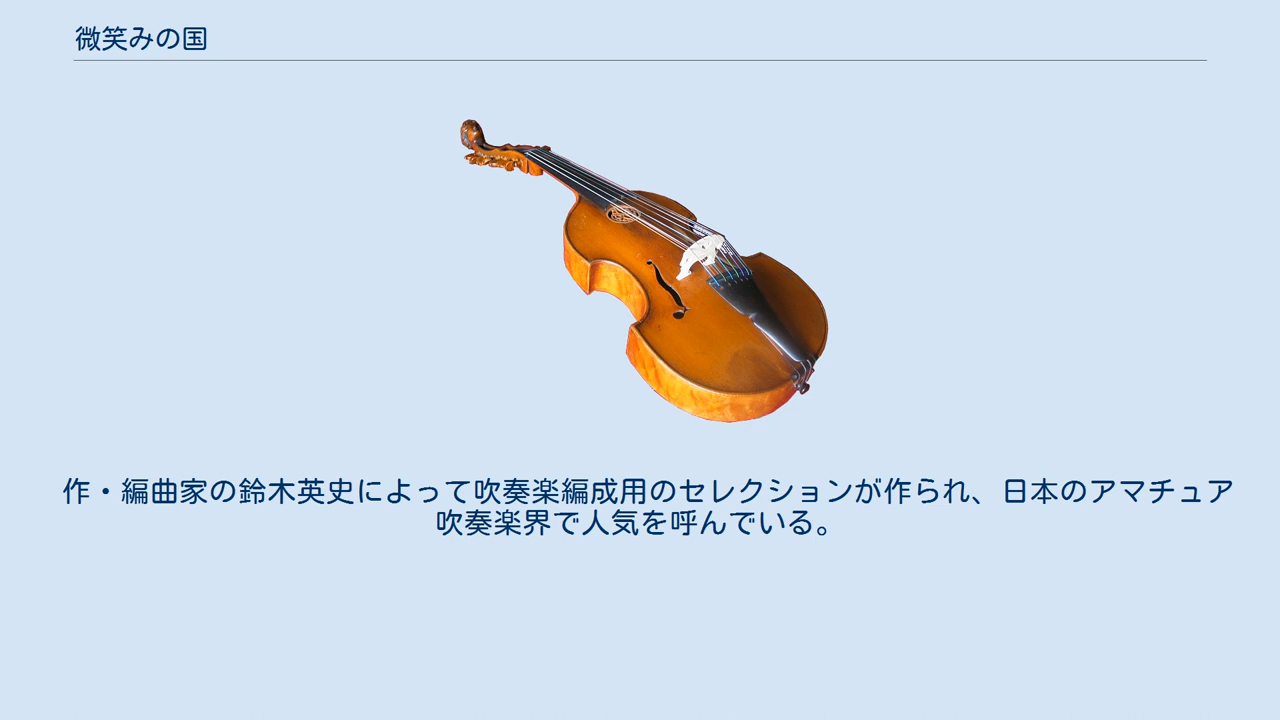 微笑みの国
作・編曲家の鈴木英史によって吹奏楽編成用のセレクションが作られ、日本のアマチュア
吹奏楽界で人気を呼んでいる。